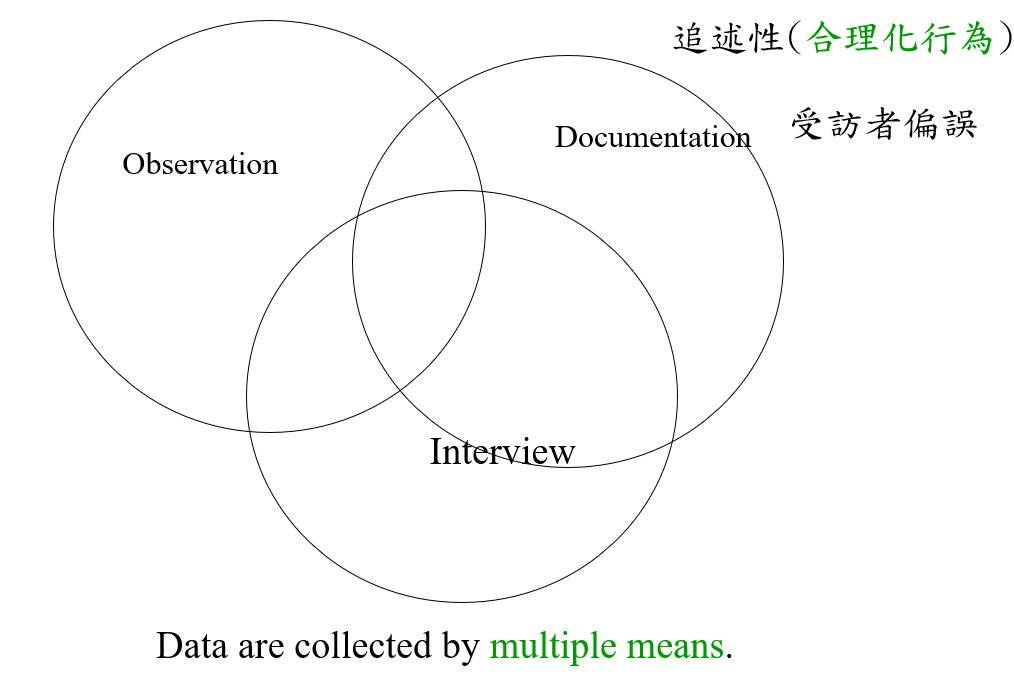 追述性(合理化行為)
受訪者偏誤
Documentation
Observation
Interview
Data are collected by multiple means.